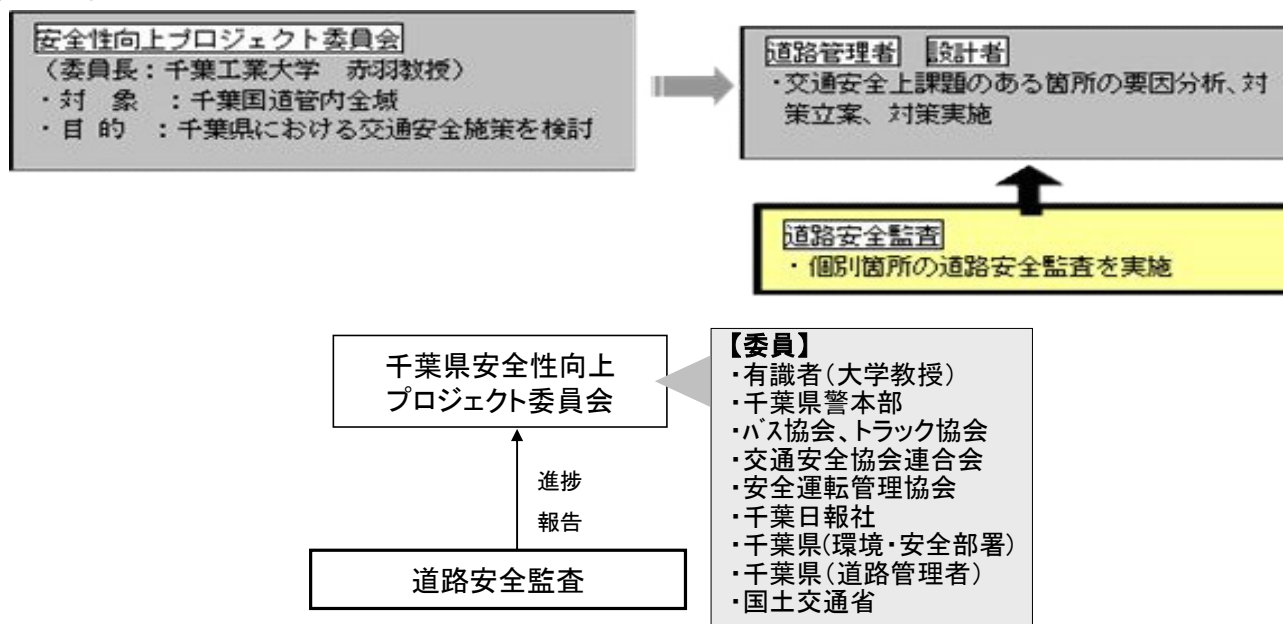 安全性向上プロジェクト委員会
（委員長：千葉工業大学　赤羽教授）
・対　象　：千葉国道管内全域
・目 的　：千葉県における交通安全施策を検討
道路管理者　設計者
・交通安全上課題のある箇所の要因分析、対
策立案、対策実施
道路安全監査
・個別箇所の道路安全監査を実施
千葉県安全性向上
プロジェクト委員会
進捗
報告
道路安全監査
【委員】
・有識者（大学教授）
・千葉県警本部
・バス協会、トラック協会
・交通安全協会連合会
・安全運転管理協会
・千葉日報社
・千葉県(環境・安全部署)
・千葉県（道路管理者）
・国土交通省